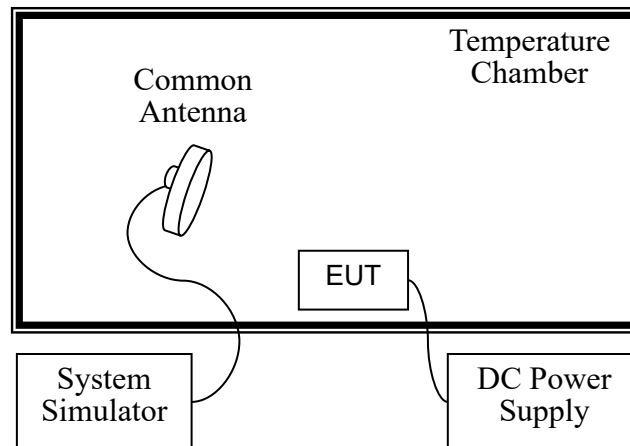 Temperature
Chamber
Common
Antenna
EUT
System
Simulator
DC Power
Supply